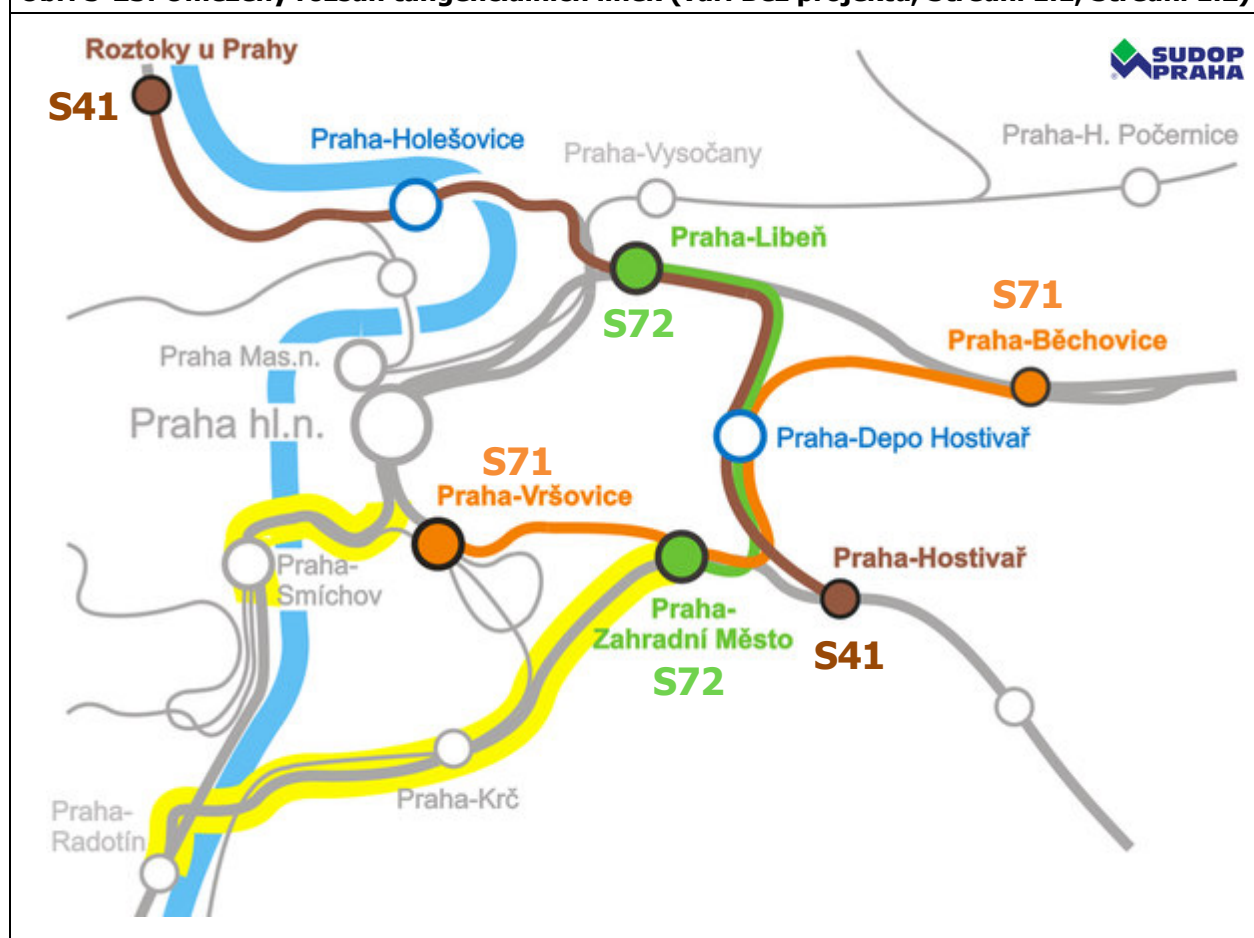 Roztoky u Prahy
SUDOP
PRAHA
S41
Praha-Holešovice
Praha-Vysočany
Praha-H. Počernice
Praha-Libeň
S71
S72
Praha-Běchovice
Praha Mas.n.
Praha hl.n.
Praha-Depo Hostivař
S71
Praha-Vršovice
Praha-
Smíchov
Praha-Hostivař
Praha-
Zahradní Město
S41
S72
Praha-Krč
Praha-
Radotín